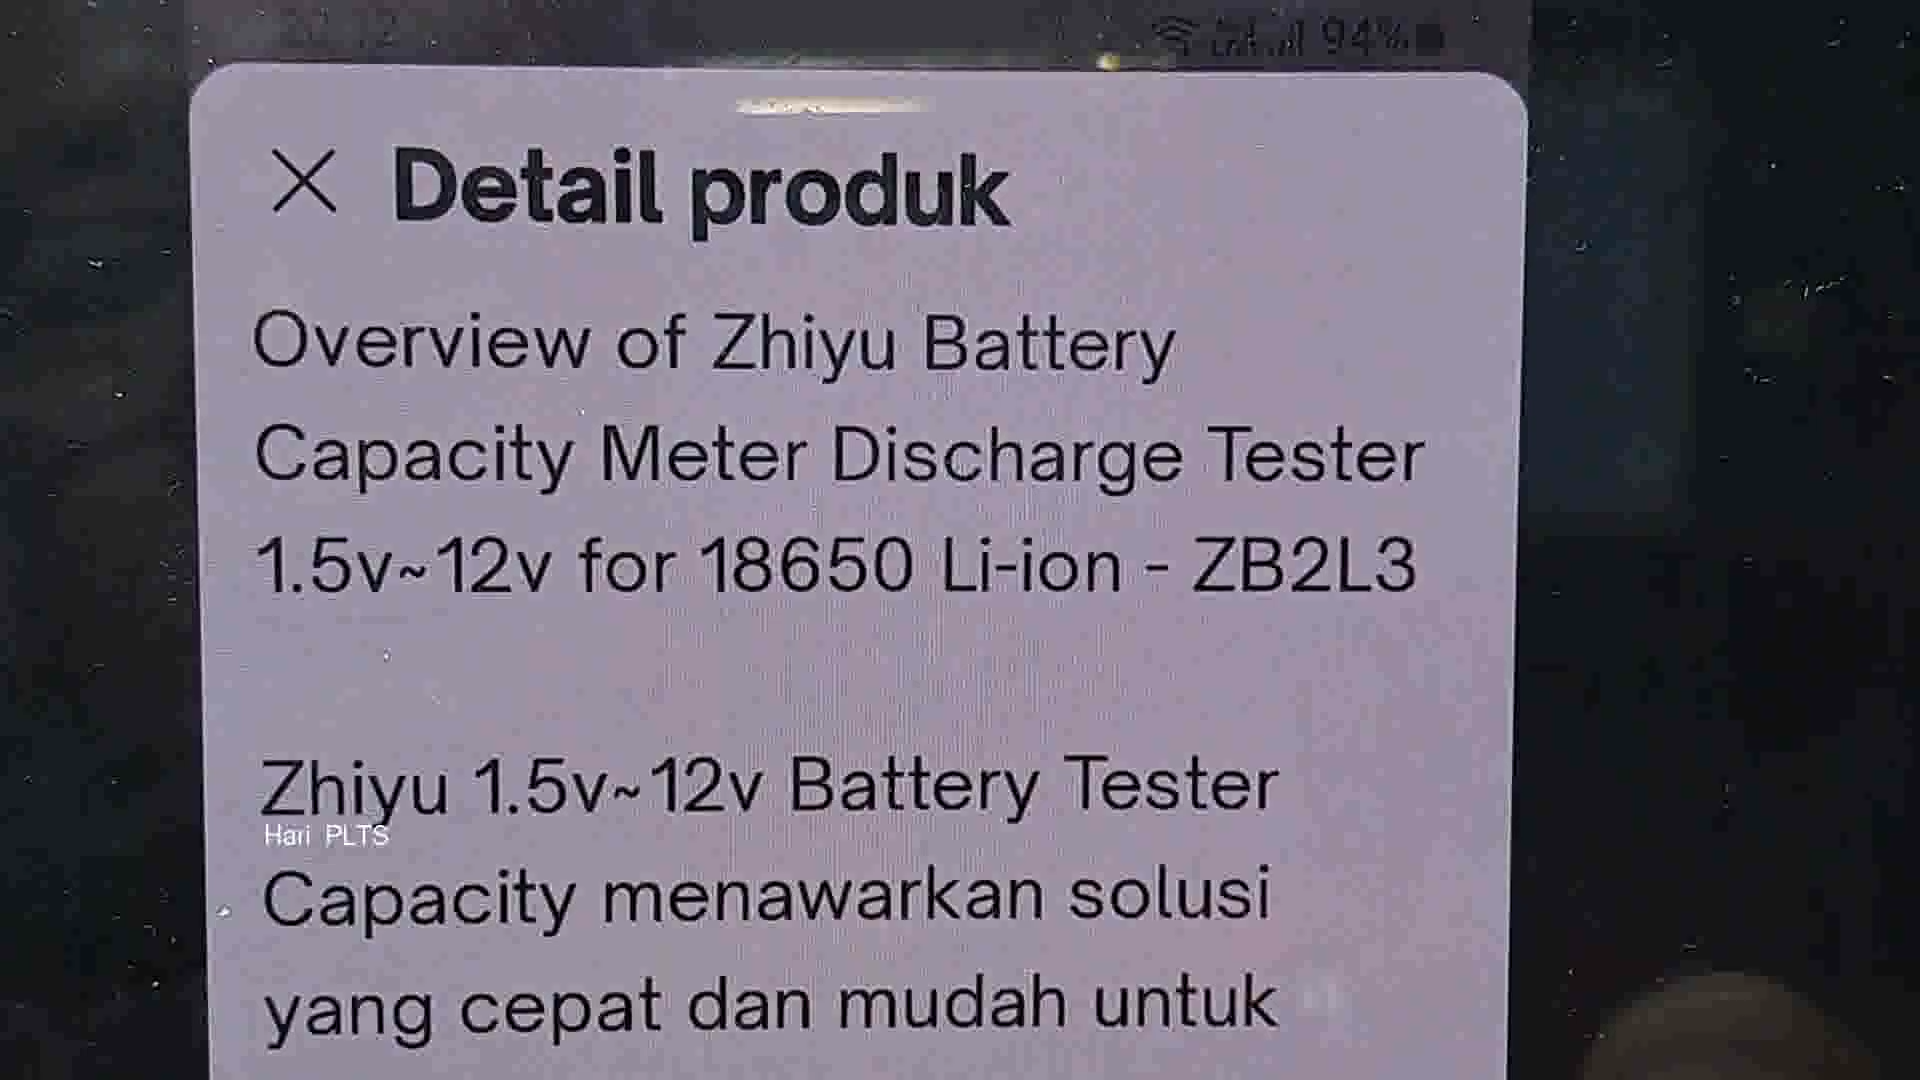 94%
Detail produk
Overview of Zhiyu Battery
Capacity Meter Discharge Tester
1.5v~12v for 18650 Li-ion - ZB2L3
Zhiyu 1.5v~12v Battery Tester
Hari PLTS
Capacity menawarkan solusi
yang cepat dan mudah untuk